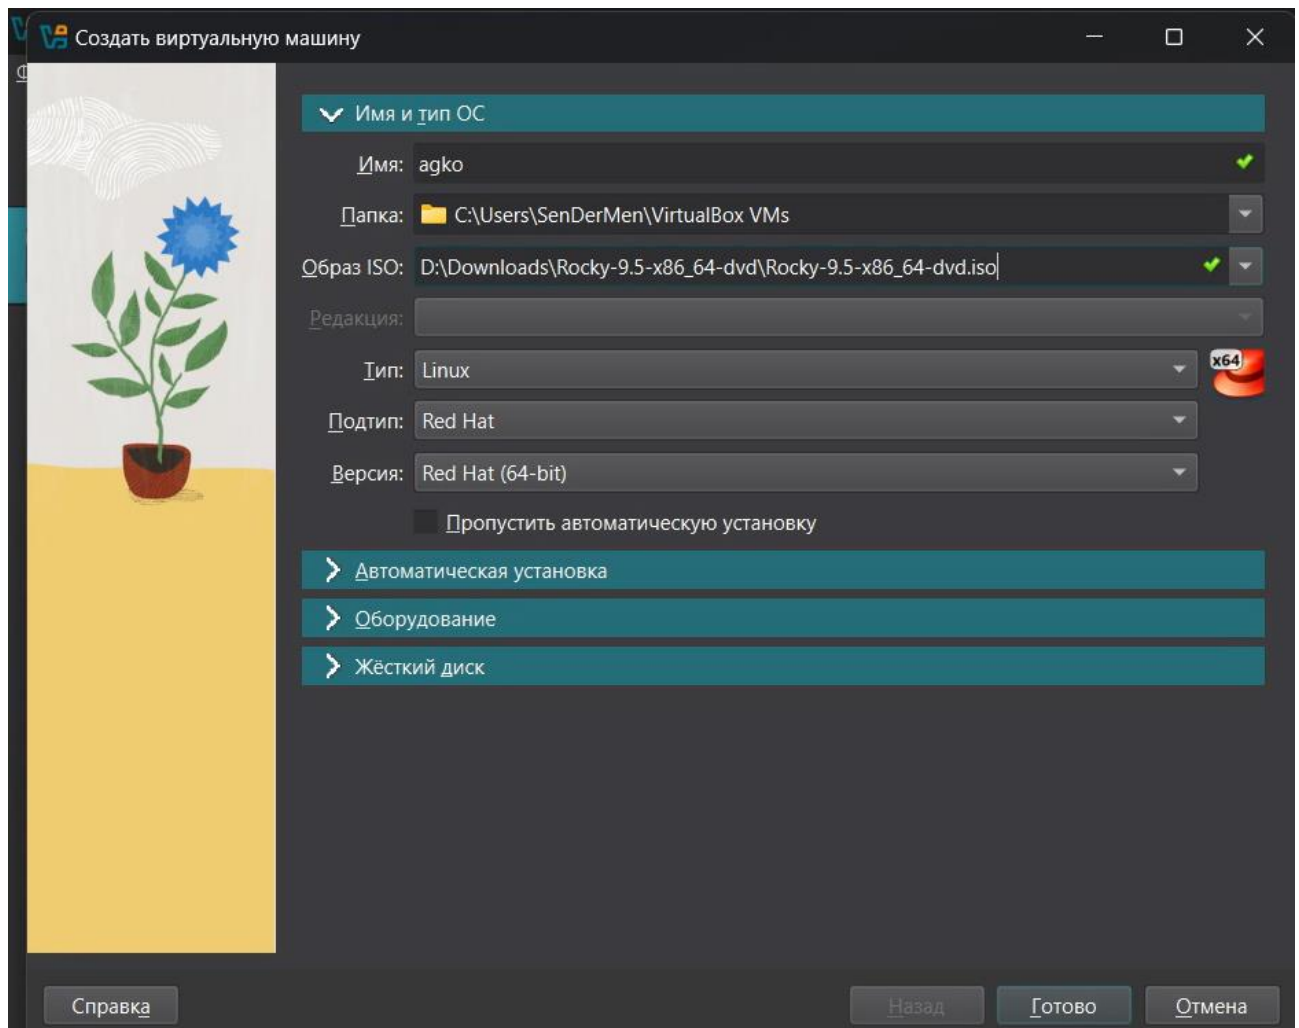 Создать виртуальную машину
Имя и тип ОС
Имя: agko
Папка: C:\Users\SenDerMen\VirtualBox VMs
Образ ISO: D:\Downloads\Rocky-9.5-x86_64-dvd\Rocky-9.5-x86_64-dvd.iso
Редакция:
Тип: Linux
x64
Подтип: Red Hat
Версия: Red Hat (64-bit)
Пропустить автоматическую установку
Автоматическая установка
Оборудование
Жёсткий диск
Справка Назад Готово Отмена